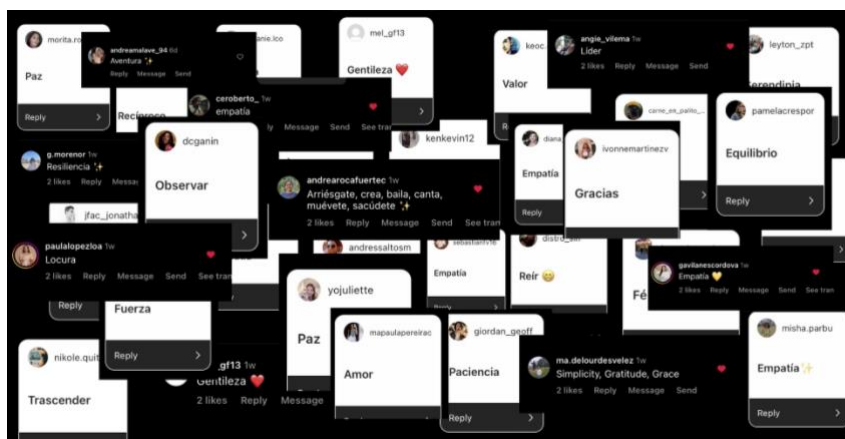 morita.ro
Paz
Reply
andreamalave_94 6d
Aventura ✨
Reply Message Send
anie.lco
mel_gf13
Gentileza ❤️
keoc.
Valor
angie_vilema 1w
Líder
2 likes Reply Message Send
leyton_zpt
Recíproco
ceroberto_ 1w
empatía
Message Send See tran
kenkevin12
carne_en_palito_...
pamelacrespor
Equilibrio
Reply
g.morenor 1w
Resiliencia ✨
2 likes Reply
dcganin
Observar
andrearocafuertec 1w
Arriésgate, crea, baila, canta,
muévete, sacúdete ✨
2 likes Reply Message Send See tran
diana
Empatía
Reply
ivonnemartinezv
Gracias
jfac_jonatha
paulalopezloa 1w
Locura
2 likes Reply Message Send See tran
andressaltosm
sebastianfv16
Empatía
Reír 😁
Fé
gavilanescordova 1w
Empatía 💛
2 likes Reply Message Send See tran
Reply
Fuerza
Reply
yojuliette
Paz
mapaulapereirac
Amor
giordan_geoff
Paciencia
Reply
misha.parbu
Empatía ✨
Reply
nikole.quit
Trascender
_gf13 1w
Gentileza ❤️
2 likes Reply Message
ma.delourdesvelez 1w
Simplicity, Gratitude, Grace
2 likes Reply Message Send